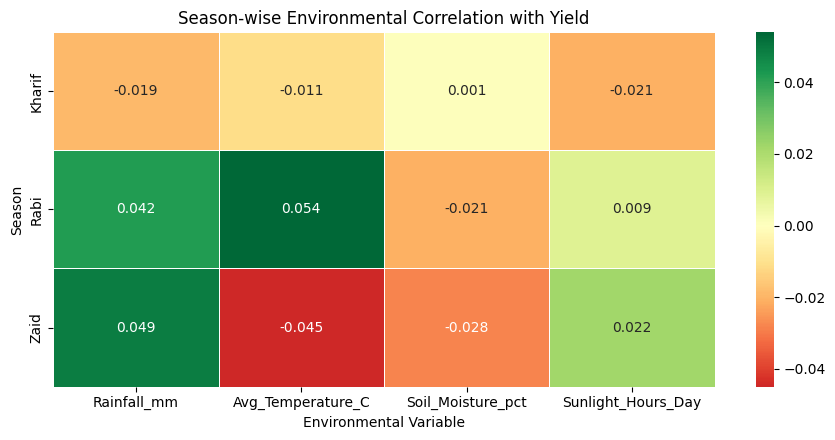 Season-wise Environmental Correlation with Yield
Season
Kharif
-0.019 -0.011 0.001 -0.021
Rabi
0.042 0.054 -0.021 0.009
Zaid
0.049 -0.045 -0.028 0.022
Rainfall_mm Avg_Temperature_C Soil_Moisture_pct Sunlight_Hours_Day
Environmental Variable
0.04
0.02
0.00
−0.02
−0.04